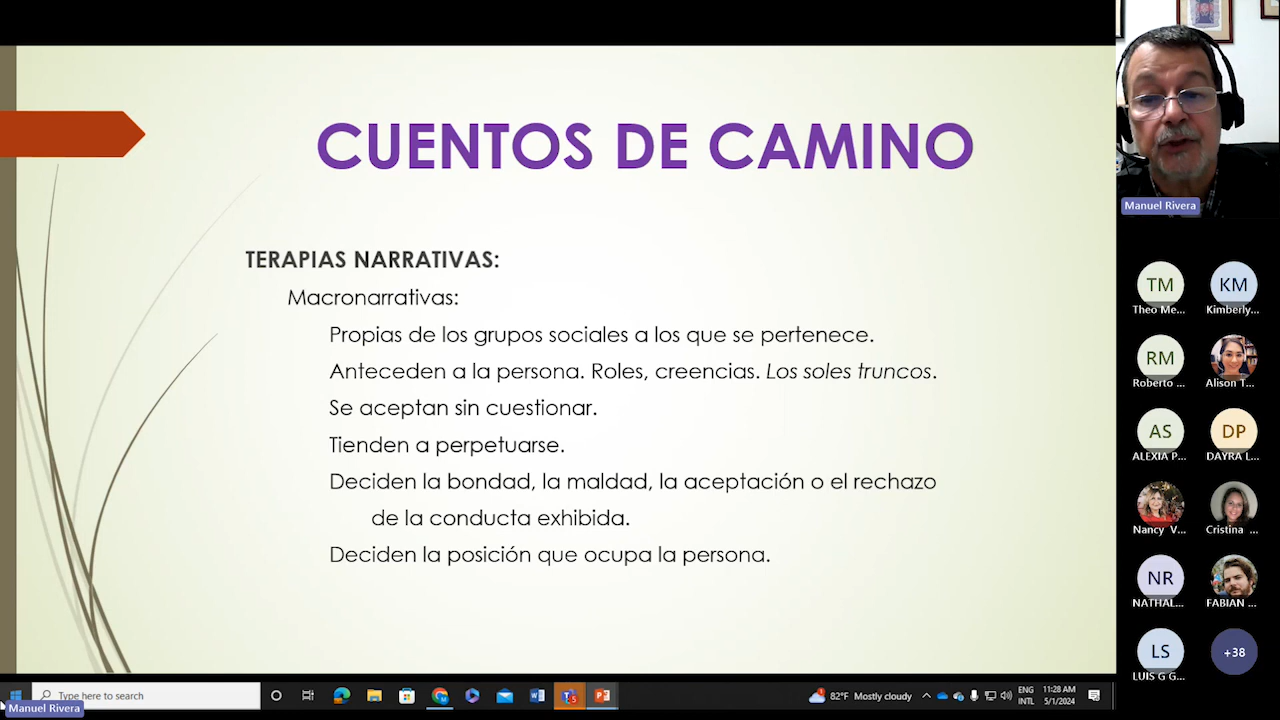 CUENTOS DE CAMINO
TERAPIAS NARRATIVAS:
Macronarrativas:
Propias de los grupos sociales a los que se pertenece.
Anteceden a la persona. Roles, creencias. Los soles truncos.
Se aceptan sin cuestionar.
Tienden a perpetuarse.
Deciden la bondad, la maldad, la aceptación o el rechazo
de la conducta exhibida.
Deciden la posición que ocupa la persona.
Manuel Rivera
TM
KM
Theo Me...
Kimberly...
RM
Roberto ...
Alison T...
AS
DP
ALEXIA P...
DAYRA L...
Nancy V...
Cristina ...
NR
NATHAL...
FABIAN ...
LS
+38
LUIS G G...
Type here to search
82°F Mostly cloudy
ENG
INTL
11:28 AM
5/1/2024
Manuel Rivera